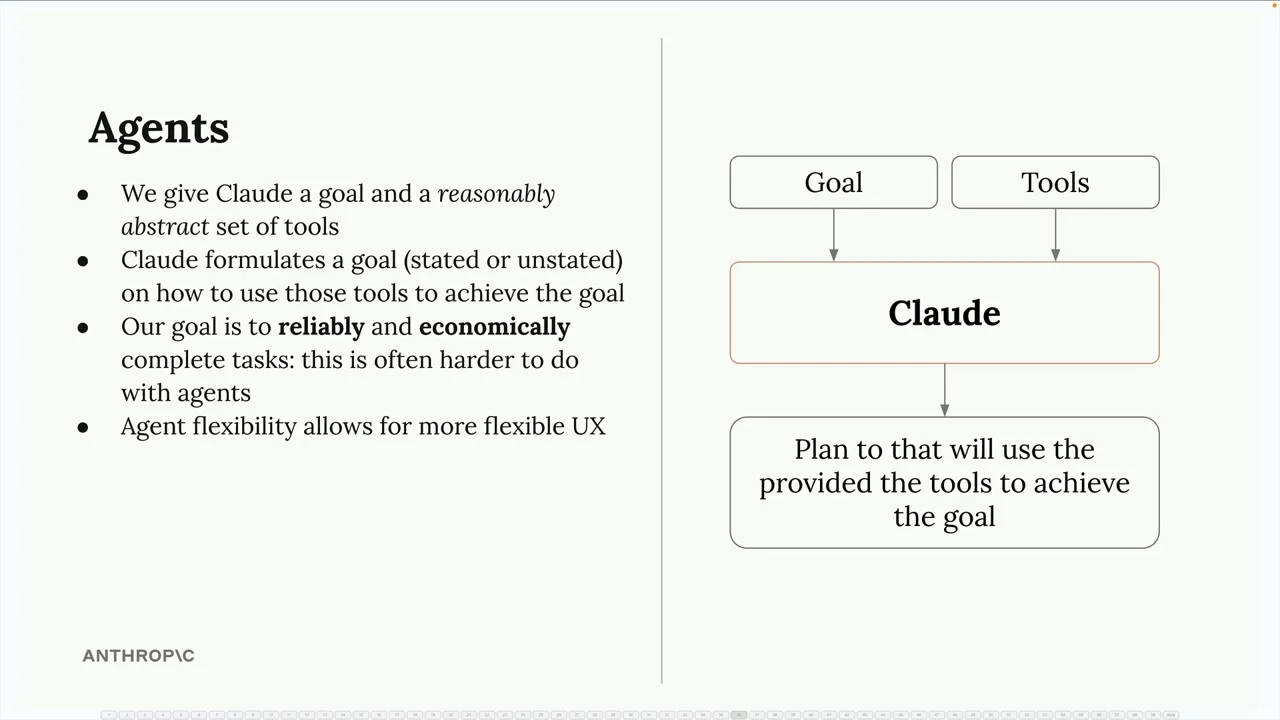 Agents
● We give Claude a goal and a reasonably
abstract set of tools
● Claude formulates a goal (stated or unstated)
on how to use those tools to achieve the goal
● Our goal is to reliably and economically
complete tasks: this is often harder to do
with agents
● Agent flexibility allows for more flexible UX
ANTHROP\C
Goal
Tools
Claude
Plan to that will use the
provided the tools to achieve
the goal